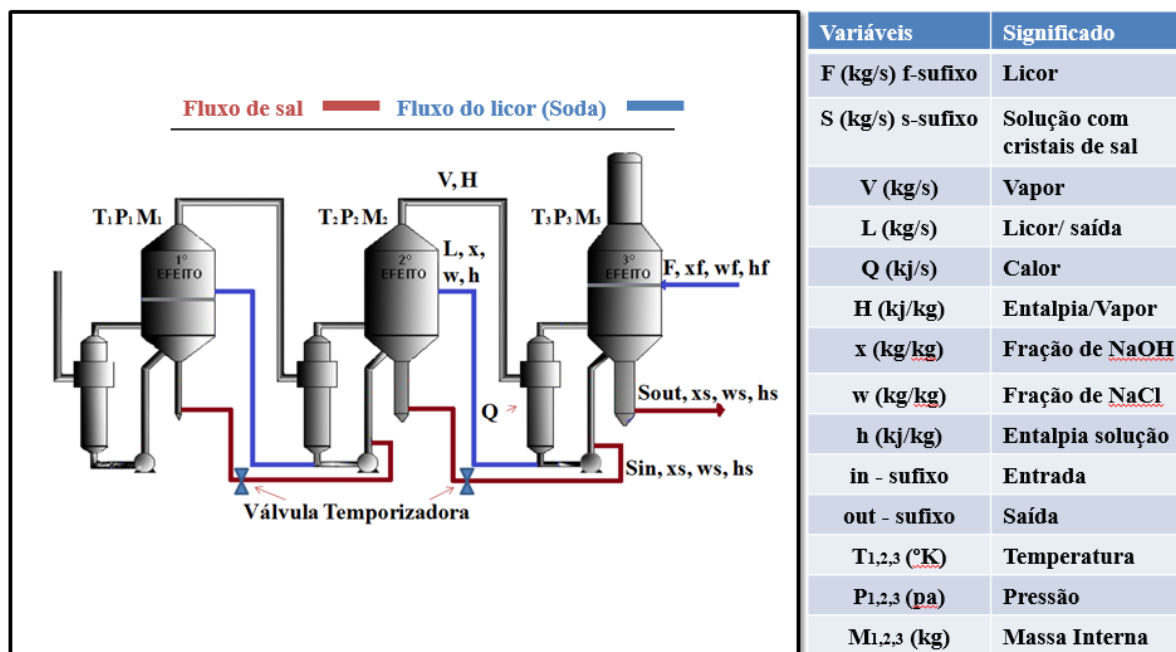 Fluxo de sal
Fluxo do licor (Soda)
V, H
T1P1M1
T2P2M2
T3P3M3
L, x,
w, h
1º
EFEITO
2º
EFEITO
3º
EFEITO
F, xf, wf, hf
Sout, xs, ws, hs
Q
Sin, xs, ws, hs
Válvula Temporizadora
Variáveis Significado
F (kg/s) f-sufixo Licor
S (kg/s) s-sufixo Solução com
cristais de sal
V (kg/s) Vapor
L (kg/s) Licor/ saída
Q (kj/s) Calor
H (kj/kg) Entalpia/Vapor
x (kg/kg) Fração de NaOH
w (kg/kg) Fração de NaCl
h (kj/kg) Entalpia solução
in - sufixo Entrada
out - sufixo Saída
T1,2,3 (ºK) Temperatura
P1,2,3 (pa) Pressão
M1,2,3 (kg) Massa Interna